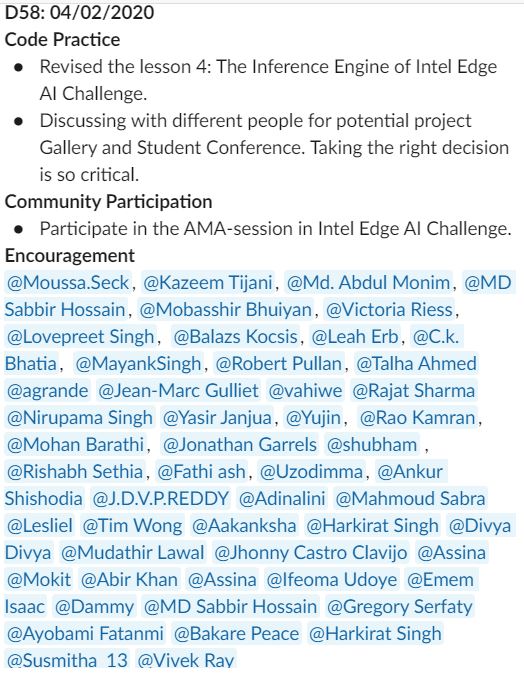 D58: 04/02/2020
Code Practice
● Revised the lesson 4: The Inference Engine of Intel Edge
AI Challenge.
● Discussing with different people for potential project
Gallery and Student Conference. Taking the right decision
is so critical.
Community Participation
● Participate in the AMA-session in Intel Edge AI Challenge.
Encouragement
@Moussa.Seck, @Kazeem Tijani, @Md. Abdul Monim, @MD
Sabbir Hossain, @Mobasshir Bhuiyan, @Victoria Riess,
@Lovepreet Singh, @Balazs Kocsis, @Leah Erb, @C.k.
Bhatia, @MayankSingh, @Robert Pullan, @Talha Ahmed
@agrande @Jean-Marc Gulliet @vahiwe @Rajat Sharma
@Nirupama Singh @Yasir Janjua, @Yujin, @Rao Kamran,
@Mohan Barathi, @Jonathan Garrels @shubham ,
@Rishabh Sethia, @Fathi ash, @Uzodimma, @Ankur
Shishodia @J.D.V.P.REDDY @Adinalini @Mahmoud Sabra
@Lesliel @Tim Wong @Aakanksha @Harkirat Singh @Divya
Divya @Mudathir Lawal @Jhonny Castro Clavijo @Assina
@Mokit @Abir Khan @Assina @Ifeoma Udoye @Emem
Isaac @Dammy @MD Sabbir Hossain @Gregory Serfaty
@Ayobami Fatanmi @Bakare Peace @Harkirat Singh
@Susmitha_13 @Vivek Ray